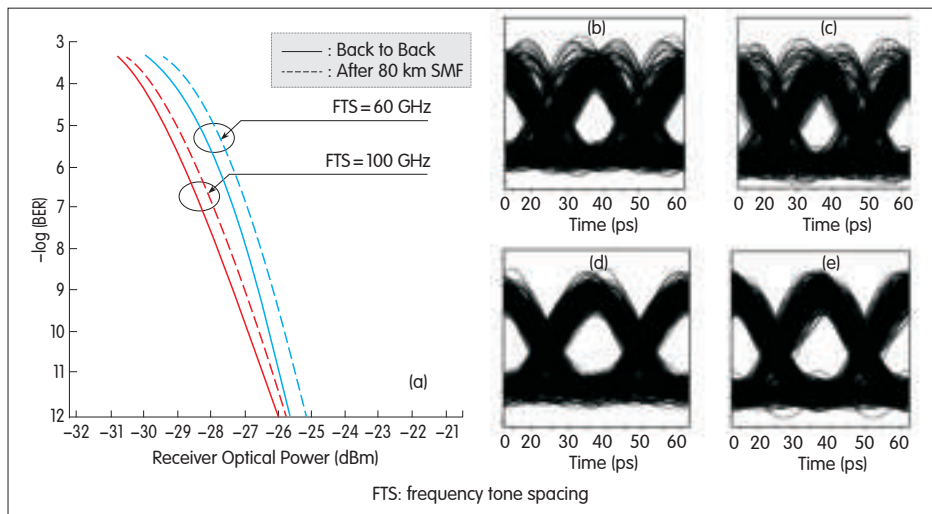 : Back to Back
: After 80 km SMF
FTS = 60 GHz
FTS = 100 GHz
3
4
5
6
7
8
9
10
11
12
–log (BER)
(a)
–32 –31 –30 –29 –28 –27 –26 –25 –24 –22 –21
Receiver Optical Power (dBm)
(b)
0 20 30 40 50 60
Time (ps)
(c)
0 20 30 40 50 60
Time (ps)
(d)
0 20 30 40 50 60
Time (ps)
(e)
0 20 30 40 50 60
Time (ps)
FTS: frequency tone spacing